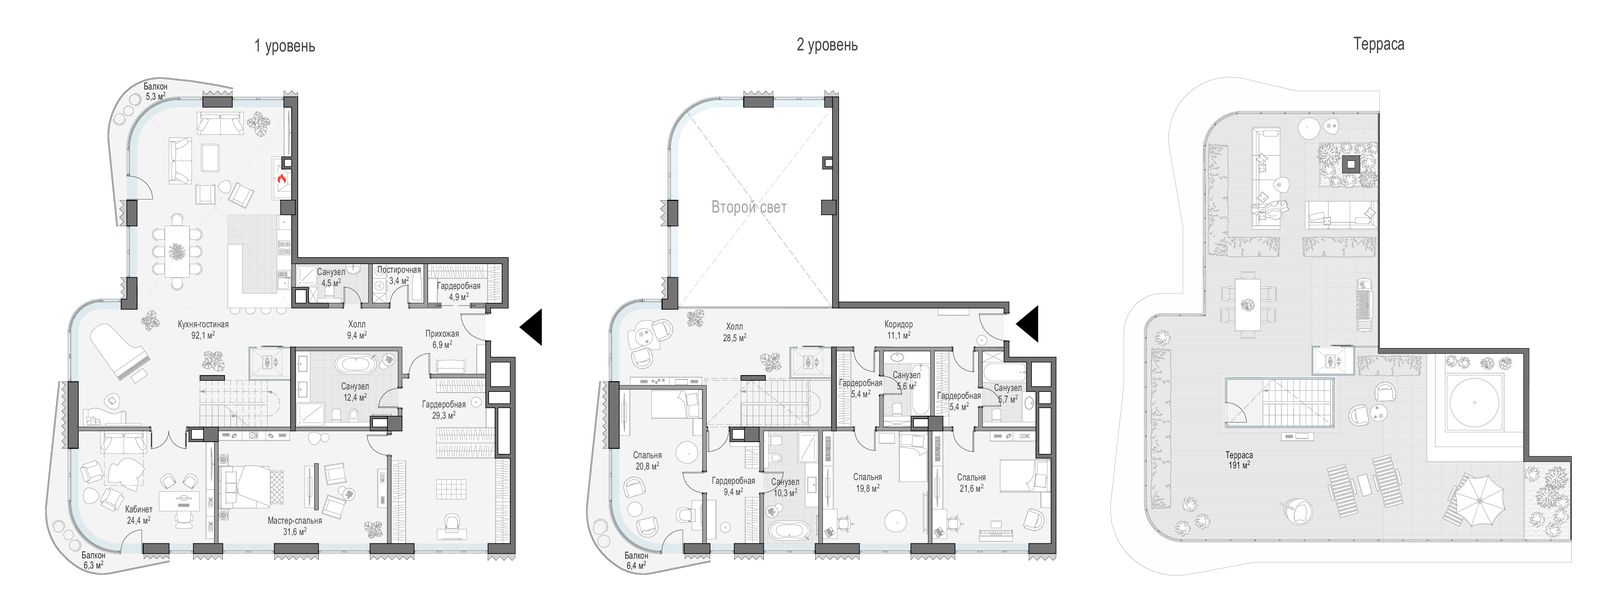 1 уровень
2 уровень
Терраса
Балкон
5,3 м²
Второй свет
Санузел
4,5 м²
Постирочная
3,4 м²
Гардеробная
4,9 м²
Кухня-гостиная
92,1 м²
Холл
9,4 м²
Прихожая
6,9 м²
Санузел
12,4 м²
Гардеробная
29,3 м²
Кабинет
24,4 м²
Мастер-спальня
31,6 м²
Балкон
6,3 м²
Холл
28,5 м²
Коридор
11,1 м²
Гардеробная
5,4 м²
Санузел
5,6 м²
Гардеробная
5,4 м²
Санузел
5,7 м²
Спальня
20,8 м²
Гардеробная
9,4 м²
Санузел
10,3 м²
Спальня
19,8 м²
Спальня
21,6 м²
Балкон
6,4 м²
Терраса
191 м²